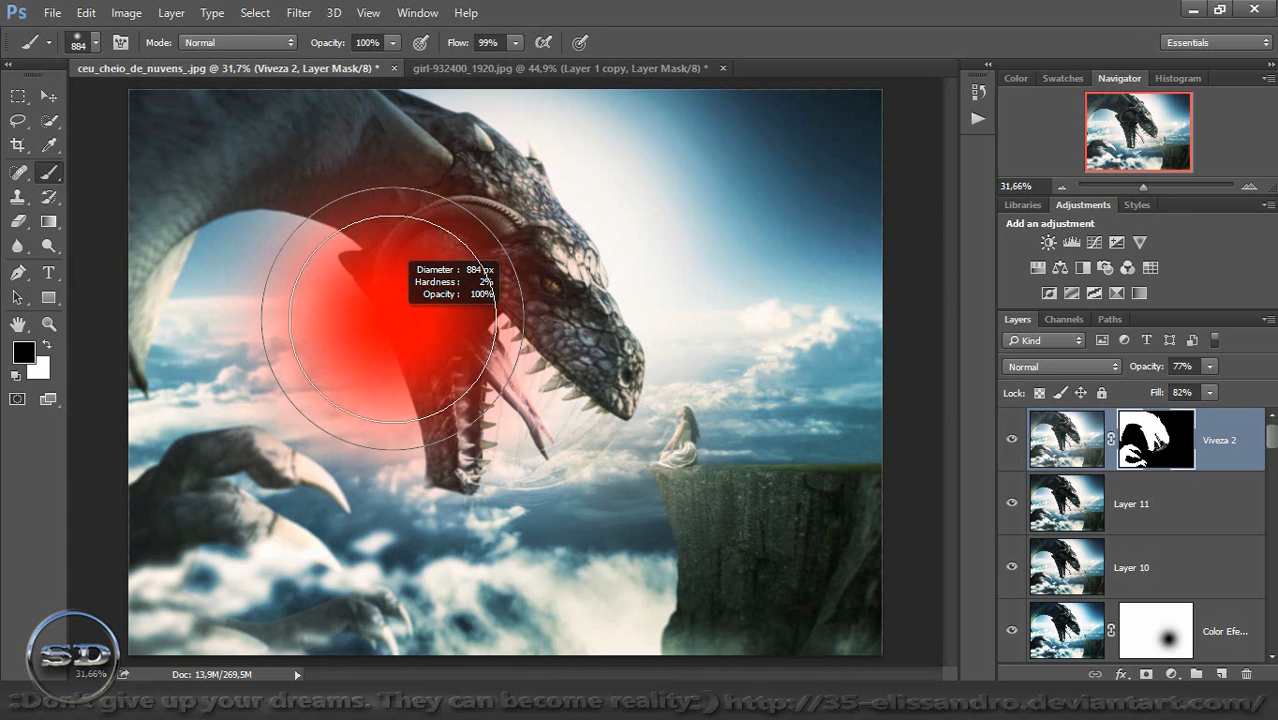 Ps File Edit Image Layer Type Select Filter 3D View Window Help
884 Mode: Normal Opacity: 100% Flow: 99% Essentials
ceu_cheio_de_nuvens_.jpg @ 31,7% (Viveza 2, Layer Mask/8) * girl-932400_1920.jpg @ 44,9% (Layer 1 copy, Layer Mask/8) *
Color Swatches Navigator Histogram
31,66%
Libraries Adjustments Styles
Add an adjustment
Diameter : 884 px
Hardness : 2%
Opacity : 100%
Layers Channels Paths
Kind
Normal Opacity: 77%
Lock: Fill: 82%
Viveza 2
Layer 11
Layer 10
Color Efe...
SD
31,66% Doc: 13,9M/269,5M
sDon't give up your dreams. They can become reality:) http://35-elissandro.deviantart.com/